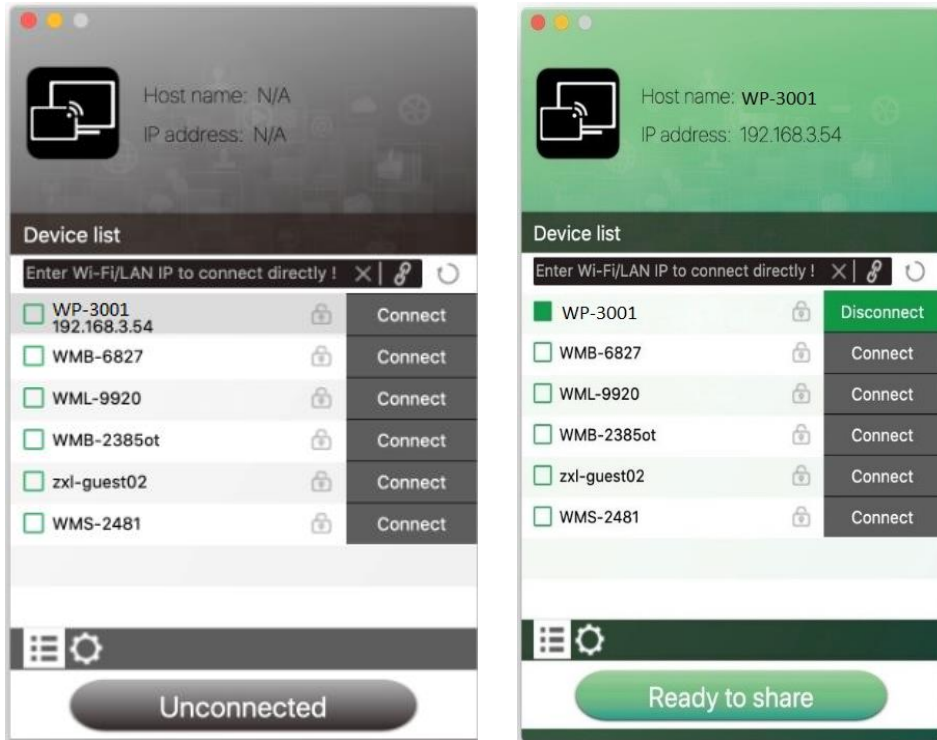 Host name: N/A
IP address: N/A
Device list
Enter Wi-Fi/LAN IP to connect directly !
WP-3001
192.168.3.54
Connect
WMB-6827
Connect
WML-9920
Connect
WMB-2385ot
Connect
zxl-guest02
Connect
WMS-2481
Connect
Unconnected
Host name: WP-3001
IP address: 192.168.3.54
Device list
Enter Wi-Fi/LAN IP to connect directly !
WP-3001
Disconnect
WMB-6827
Connect
WML-9920
Connect
WMB-2385ot
Connect
zxl-guest02
Connect
WMS-2481
Connect
Ready to share